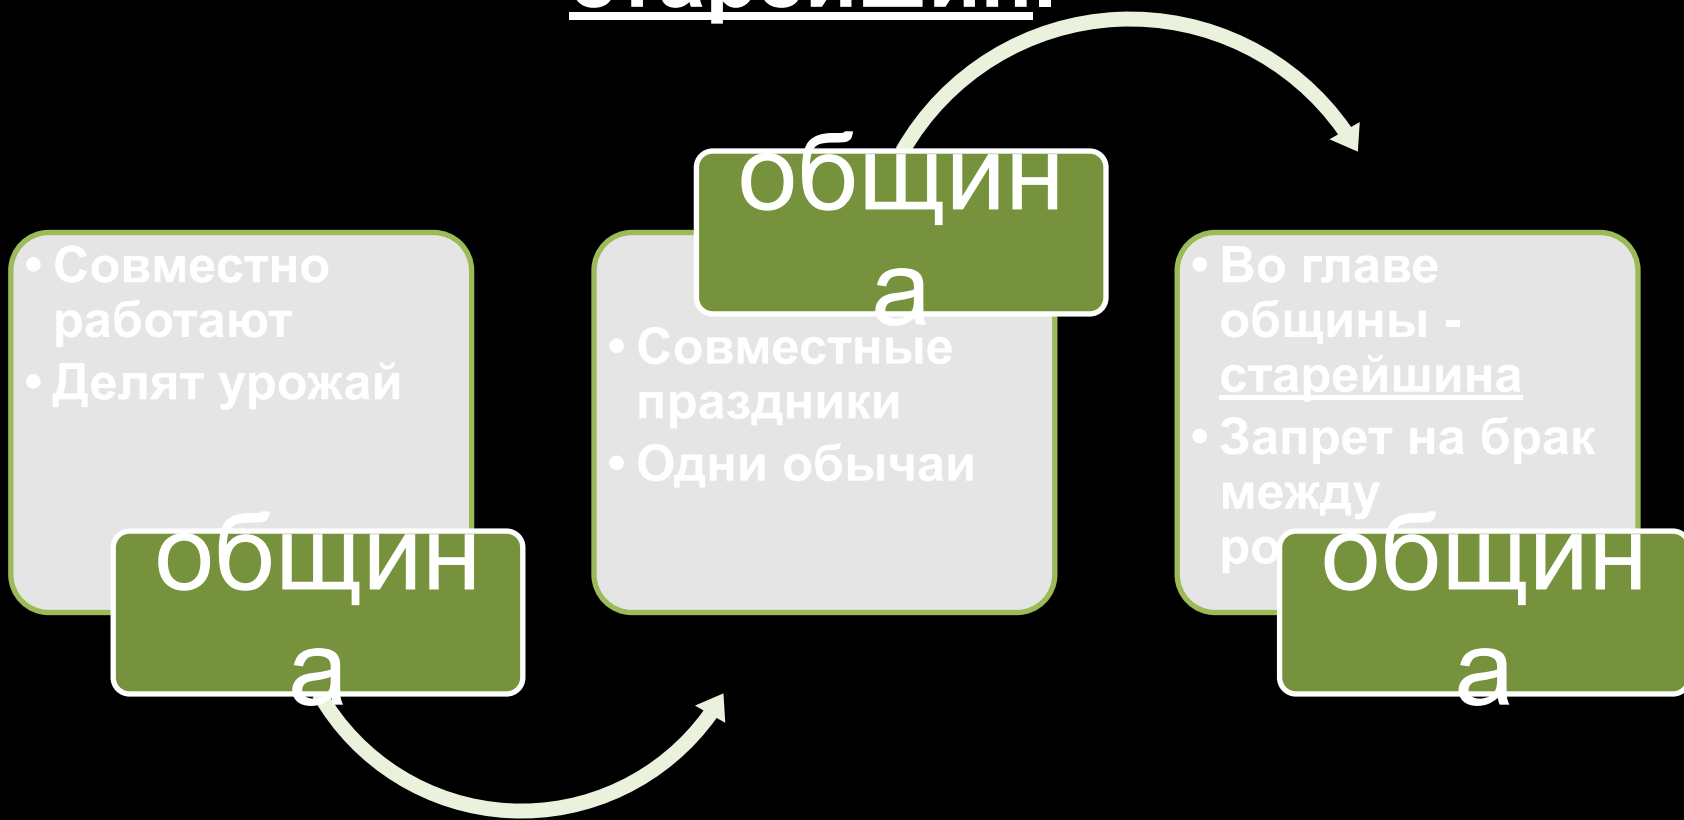 Совместно
работают
Делят урожай
общин
а
общин
а
Совместные
праздники
Одни обычаи
Во главе
общины -
старейшина
Запрет на брак
между
общин
а